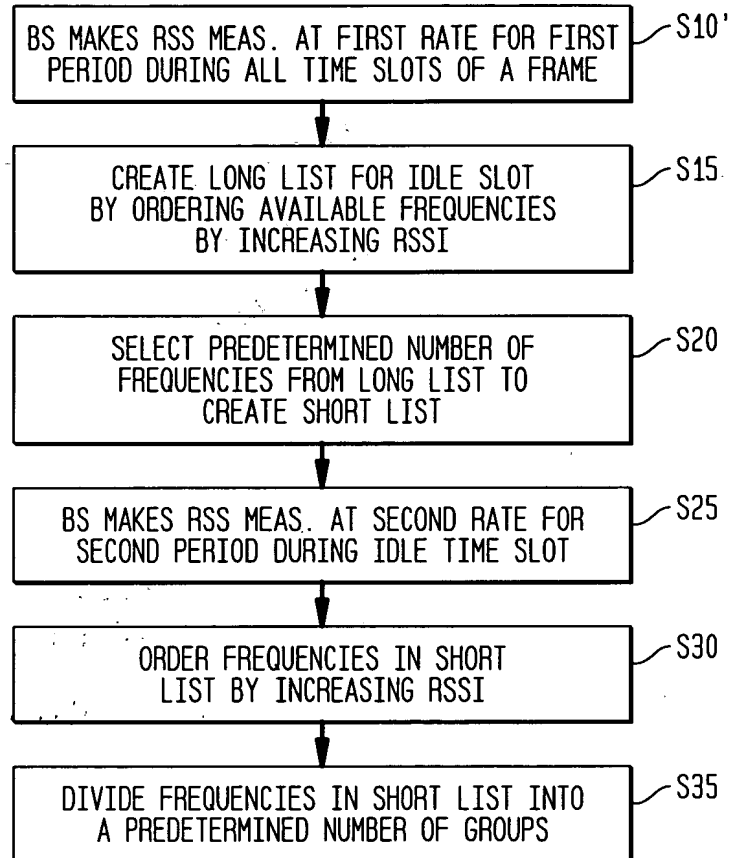 BS MAKES RSS MEAS. AT FIRST RATE FOR FIRST
PERIOD DURING ALL TIME SLOTS OF A FRAME
S10'
CREATE LONG LIST FOR IDLE SLOT
BY ORDERING AVAILABLE FREQUENCIES
BY INCREASING RSSI
S15
SELECT PREDETERMINED NUMBER OF
FREQUENCIES FROM LONG LIST TO
CREATE SHORT LIST
S20
BS MAKES RSS MEAS. AT SECOND RATE FOR
SECOND PERIOD DURING IDLE TIME SLOT
S25
ORDER FREQUENCIES IN SHORT
LIST BY INCREASING RSSI
S30
DIVIDE FREQUENCIES IN SHORT LIST INTO
A PREDETERMINED NUMBER OF GROUPS
S35